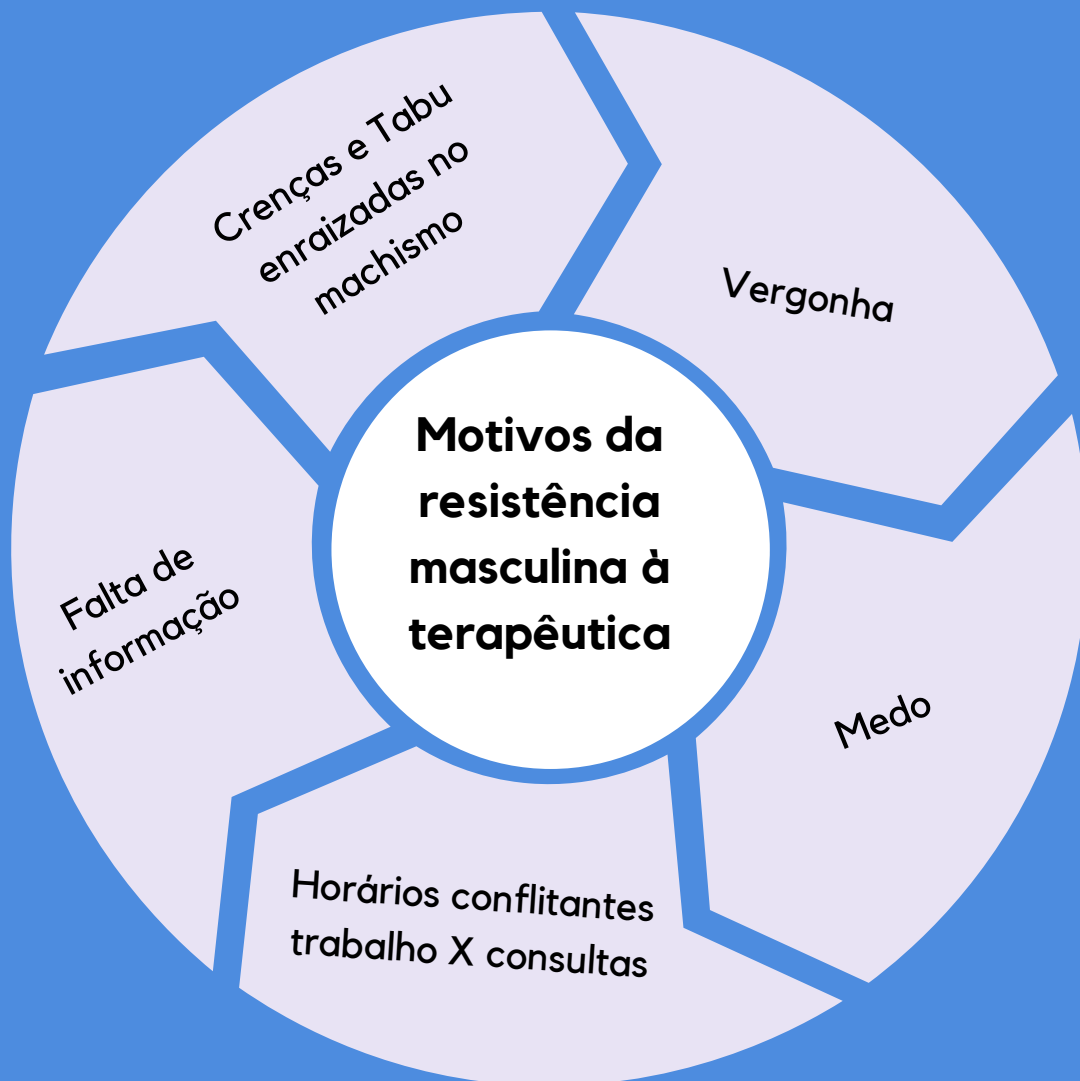 Motivos da
resistência
masculina à
terapêutica
Crenças e Tabu
enraizadas no
machismo
Vergonha
Medo
Horários conflitantes
trabalho X consultas
Falta de
informação